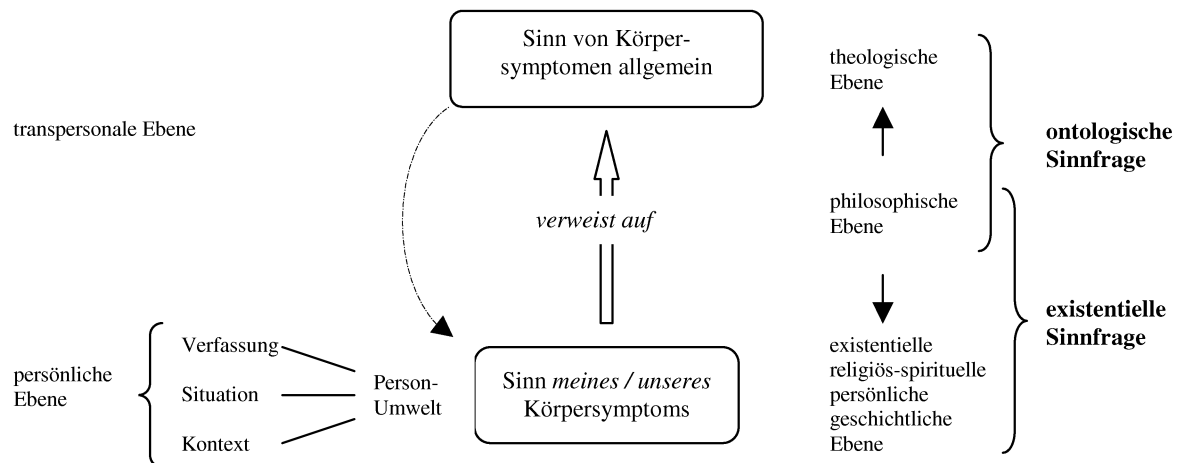 Sinn von Körper-
symptomen allgemein
transpersonale Ebene
verweist auf
persönliche
Ebene
Verfassung
Situation
Kontext
Person-
Umwelt
Sinn meines / unseres
Körpersymptoms
theologische
Ebene
philosophische
Ebene
existentielle
religiös-spirituelle
persönliche
geschichtliche
Ebene
ontologische
Sinnfrage
existentielle
Sinnfrage